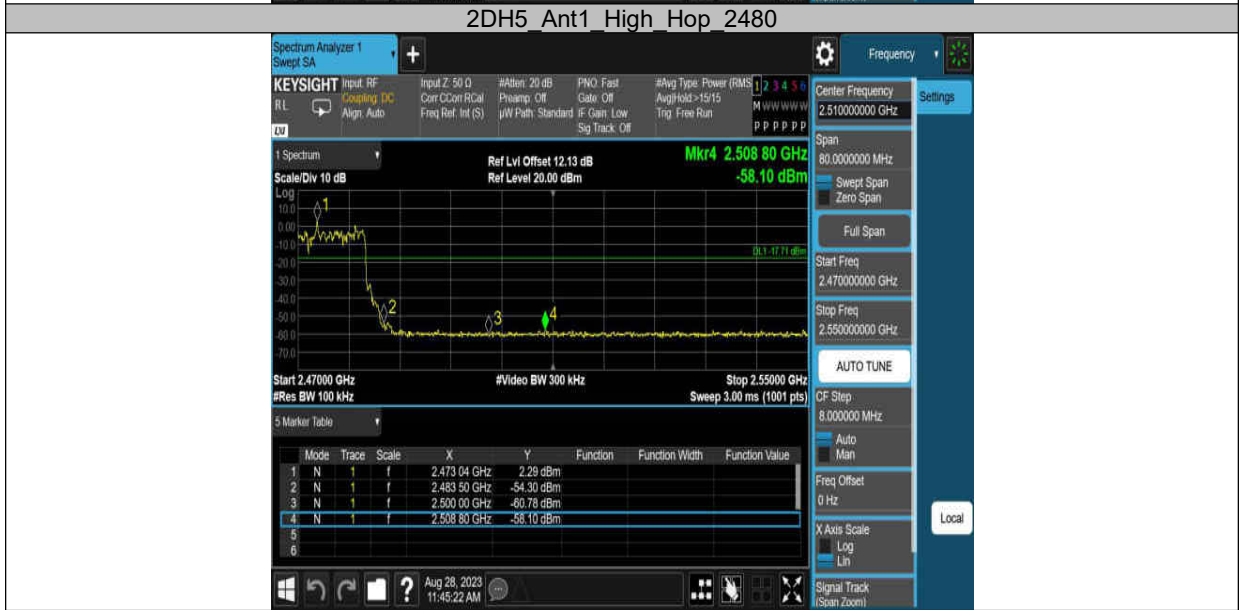 2DH5_Ant1_High_Hop_2480
Spectrum Analyzer 1
Swept SA
+
Frequency
KEYSIGHT
RL
LXI
Input: RF
Coupling: DC
Align: Auto
Input Z: 50 Ω
Corr CCorr RCal
Freq Ref: Int (S)
#Atten: 20 dB
Preamp: Off
µW Path: Standard
PNO: Fast
Gate: Off
IF Gain: Low
Sig Track: Off
#Avg Type: Power (RMS
Avg|Hold:>15/15
Trig: Free Run
1 2 3 4 5 6
M W W W W W
P P P P P P
1 Spectrum
Scale/Div 10 dB
Ref Lvl Offset 12.13 dB
Ref Level 20.00 dBm
Mkr4 2.508 80 GHz
-58.10 dBm
Log
10.0
0.00
-10.0
-20.0
-30.0
-40.0
-50.0
-60.0
-70.0
1
2
3
4
DL1 -17.71 dBm
Start 2.47000 GHz
#Res BW 100 kHz
#Video BW 300 kHz
Stop 2.55000 GHz
Sweep 3.00 ms (1001 pts)
5 Marker Table
Mode Trace Scale X Y Function Function Width Function Value
1 N 1 f 2.473 04 GHz 2.29 dBm
2 N 1 f 2.483 50 GHz -54.30 dBm
3 N 1 f 2.500 00 GHz -60.78 dBm
4 N 1 f 2.508 80 GHz -58.10 dBm
5
6
Center Frequency
2.510000000 GHz
Settings
Span
80.0000000 MHz
Swept Span
Zero Span
Full Span
Start Freq
2.470000000 GHz
Stop Freq
2.550000000 GHz
AUTO TUNE
CF Step
8.000000 MHz
Auto
Man
Freq Offset
0 Hz
X Axis Scale
Log
Lin
Local
Signal Track
(Span Zoom)
?
Aug 28, 2023
11:45:22 AM